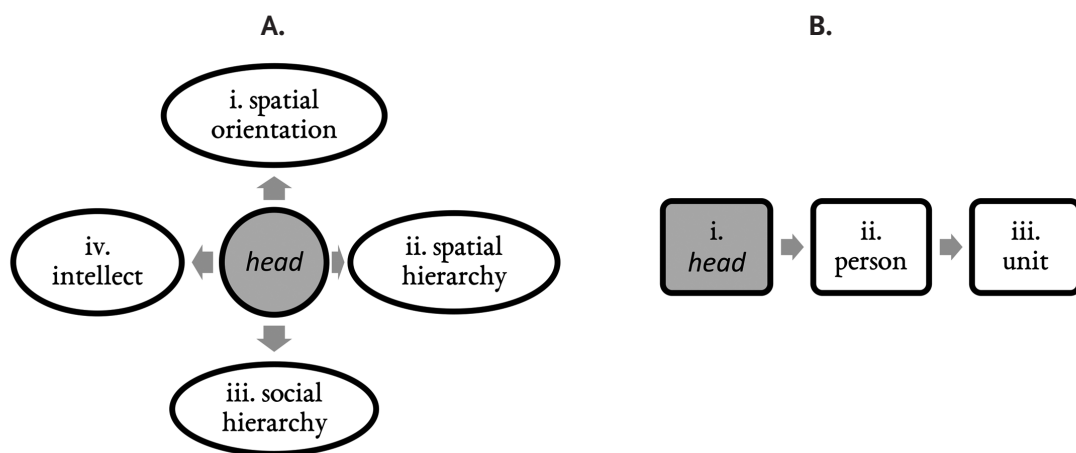 A.
i. spatial
orientation
iv.
intellect
head
ii. spatial
hierarchy
iii. social
hierarchy
B.
i.
head
ii.
person
iii.
unit